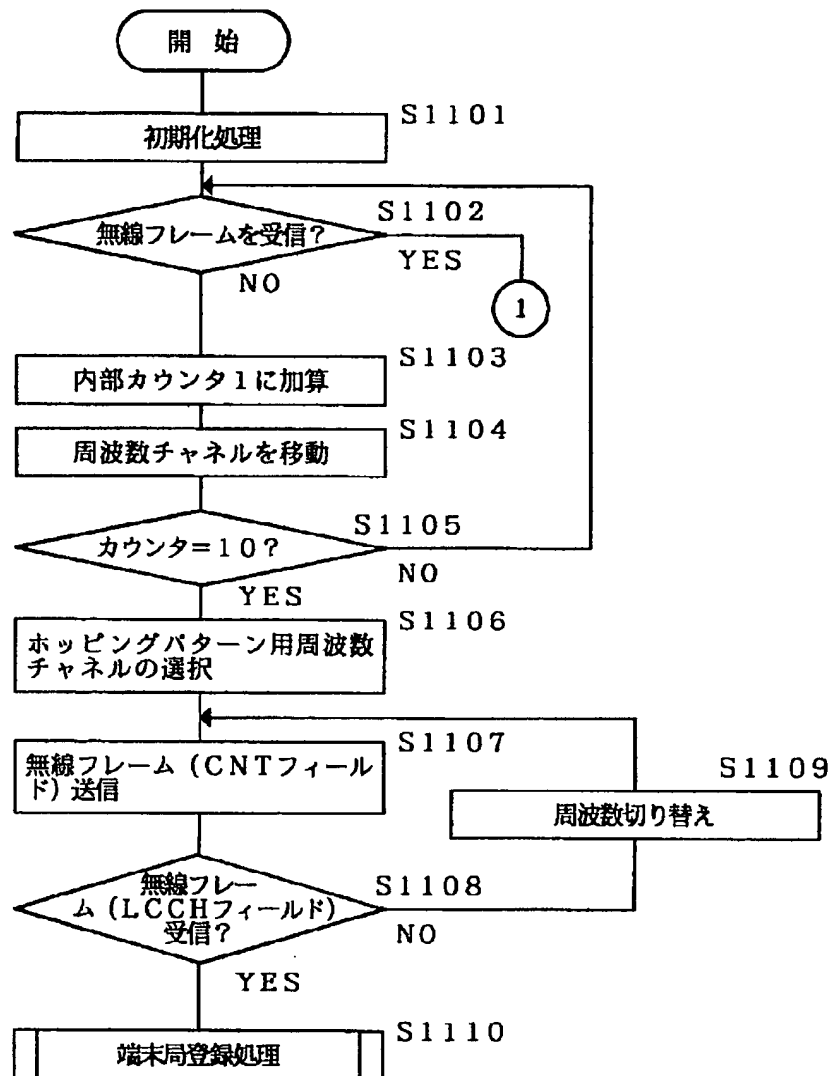 開 始
S1101
初期化処理
S1102
無線フレームを受信?
YES
NO
1
S1103
内部カウンタ1に加算
S1104
周波数チャネルを移動
S1105
カウンタ=10?
NO
YES
S1106
ホッピングパターン用周波数
チャネルの選択
S1107
無線フレーム(CNTフィール
ド)送信
S1109
周波数切り替え
無線フレー
ム(LCCHフィールド)
受信?
S1108
NO
YES
S1110
端末局登録処理